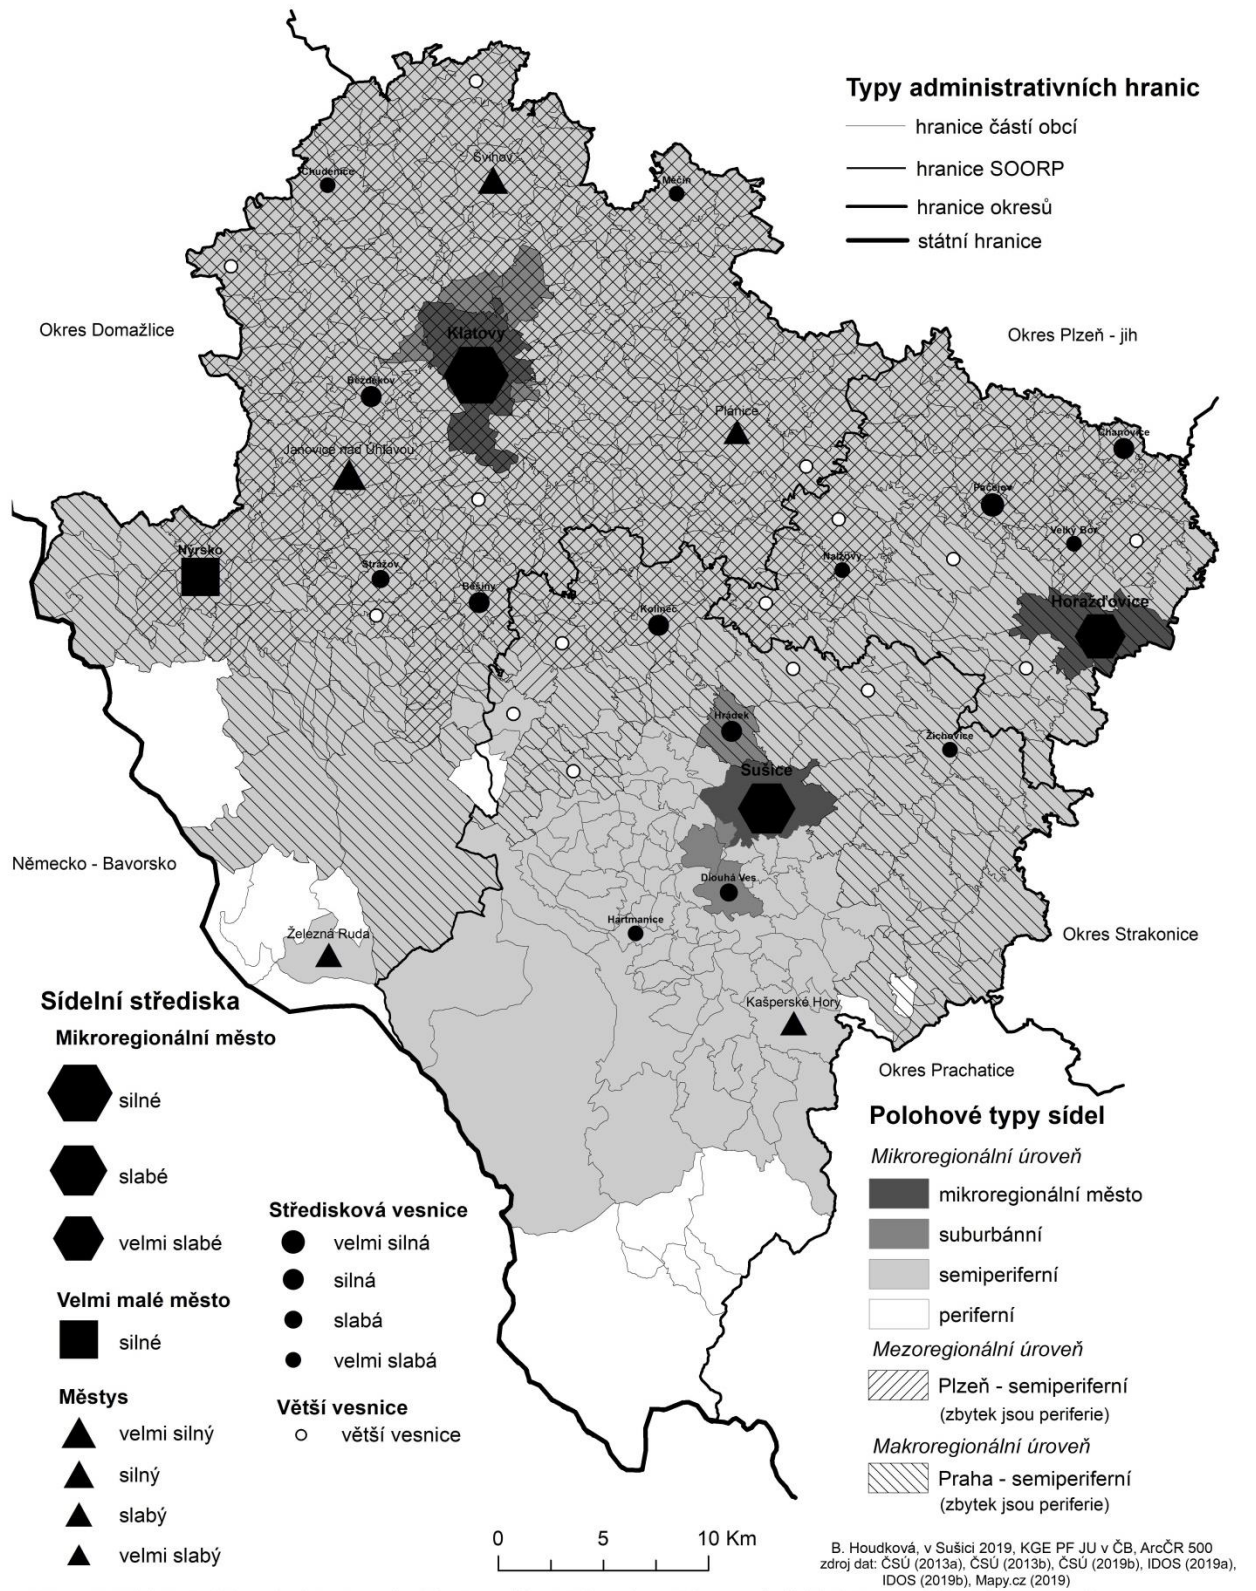 Typy administrativních hranic
hranice částí obcí
hranice SOORP
hranice okresů
státní hranice
Švihov
Chudenice
Měčín
Okres Domažlice
Klatovy
Okres Plzeň - jih
Bezděkov
Plánice
Chanovice
Janovice nad Úhlavou
Pačejov
Velký Bor
Nýrsko
Strážov
Běšiny
Nalžovy
Kolinec
Horažďovice
Hrádek
Žichovice
Sušice
Německo - Bavorsko
Dlouhá Ves
Hartmanice
Železná Ruda
Okres Strakonice
Kašperské Hory
Okres Prachatice
Sídelní střediska
Mikroregionální město
silné
slabé
velmi slabé
Velmi malé město
silné
Městys
velmi silný
silný
slabý
velmi slabý
Středisková vesnice
velmi silná
silná
slabá
velmi slabá
Větší vesnice
větší vesnice
Polohové typy sídel
Mikroregionální úroveň
mikroregionální město
suburbánní
semiperiferní
periferní
Mezoregionální úroveň
Plzeň - semiperiferní
(zbytek jsou periferie)
Makroregionální úroveň
Praha - semiperiferní
(zbytek jsou periferie)
0 5 10 Km
B. Houdková, v Sušici 2019, KGE PF JU v ČB, ArcČR 500
zdroj dat: ČSÚ (2013a), ČSÚ (2013b), ČSÚ (2019b), IDOS (2019a),
IDOS (2019b), Mapy.cz (2019)